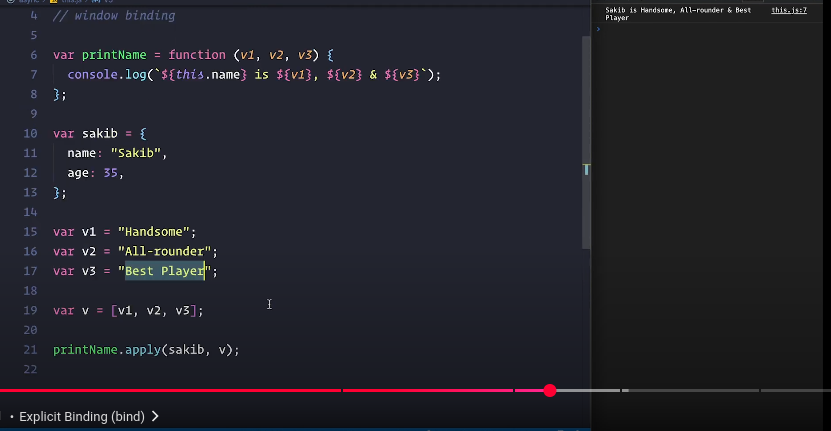 4 // window binding
5
6 var printName = function (v1, v2, v3) {
7 console.log(`${this.name} is ${v1}, ${v2} & ${v3}`);
8 };
9
10 var sakib = {
11 name: "Sakib",
12 age: 35,
13 };
14
15 var v1 = "Handsome";
16 var v2 = "All-rounder";
17 var v3 = "Best Player";
18
19 var v = [v1, v2, v3];
20
21 printName.apply(sakib, v);
22
Sakib is Handsome, All-rounder & Best this.js:7
Player
>
• Explicit Binding (bind) >